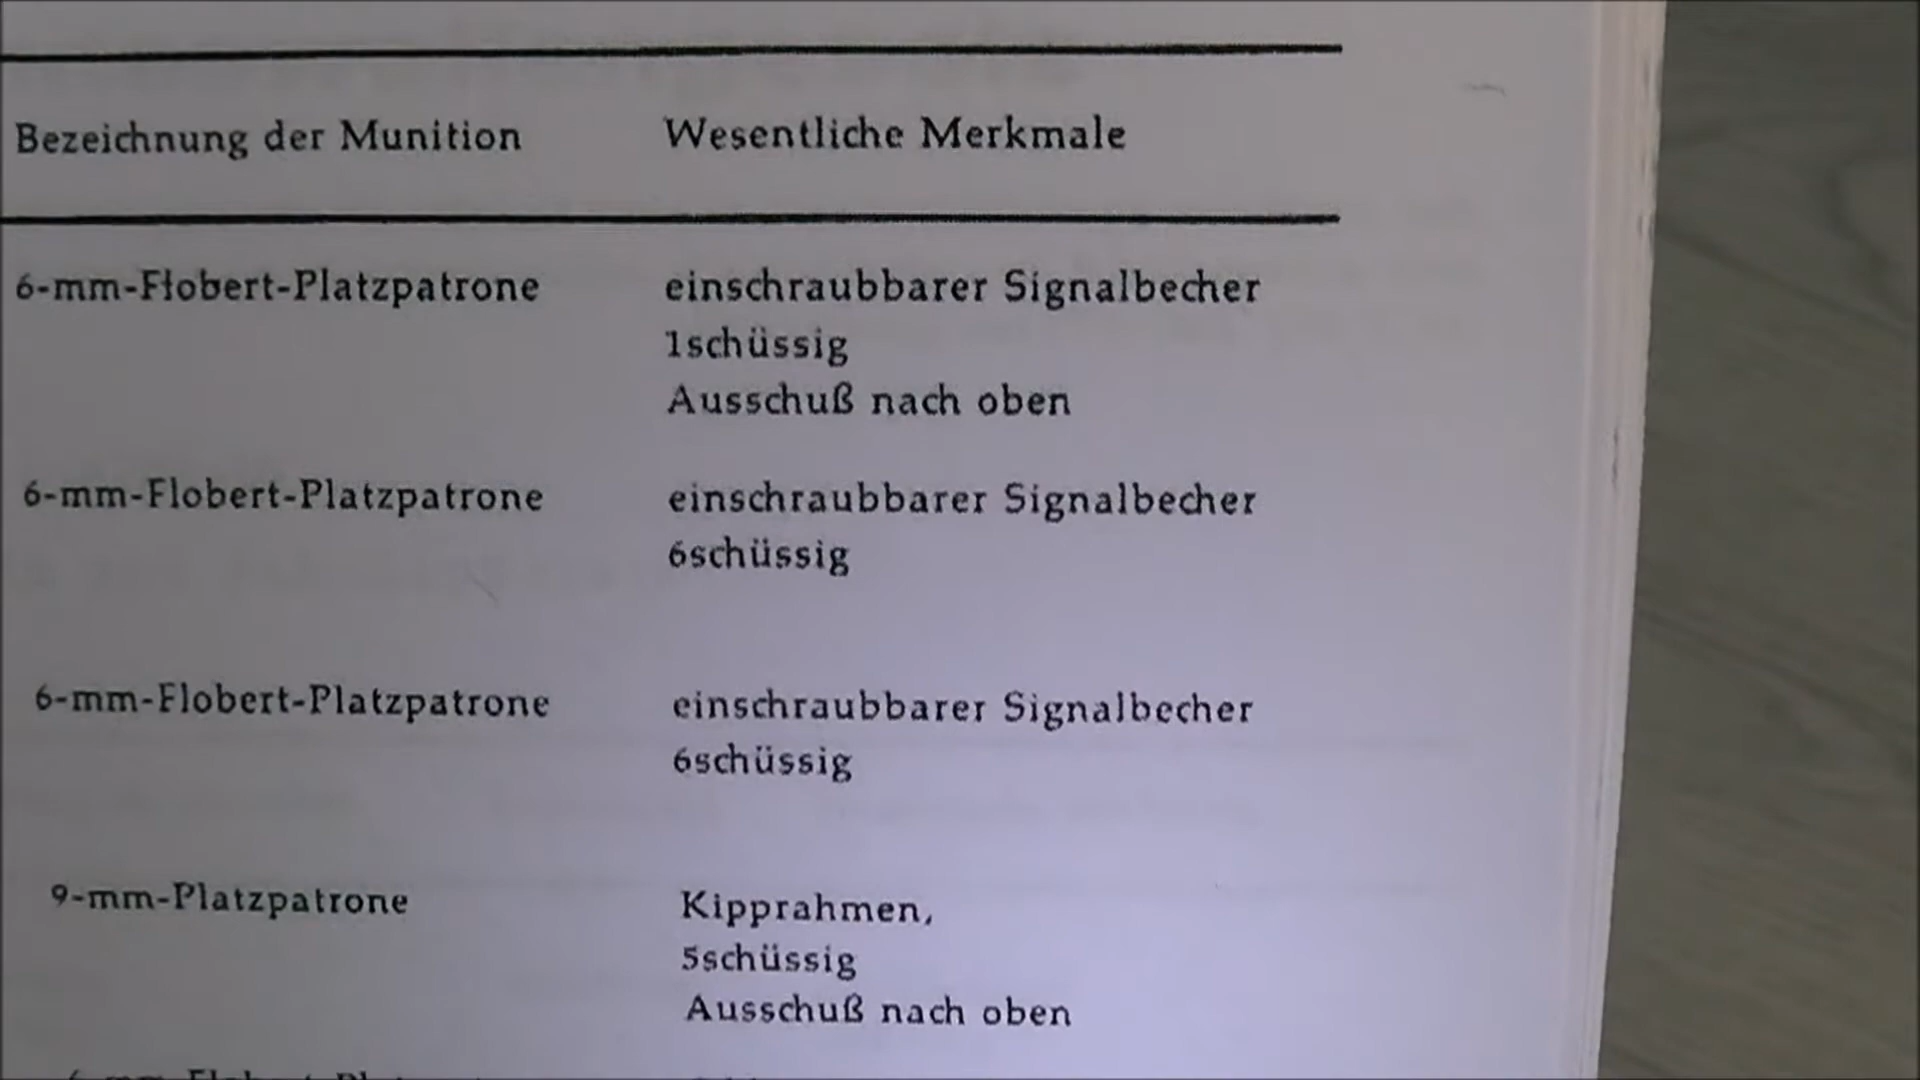 Bezeichnung der Munition Wesentliche Merkmale
6-mm-Flobert-Platzpatrone einschraubbarer Signalbecher
1schüssig
Ausschuß nach oben
6-mm-Flobert-Platzpatrone einschraubbarer Signalbecher
6schüssig
6-mm-Flobert-Platzpatrone einschraubbarer Signalbecher
6schüssig
9-mm-Platzpatrone Kipprahmen,
5schüssig
Ausschuß nach oben